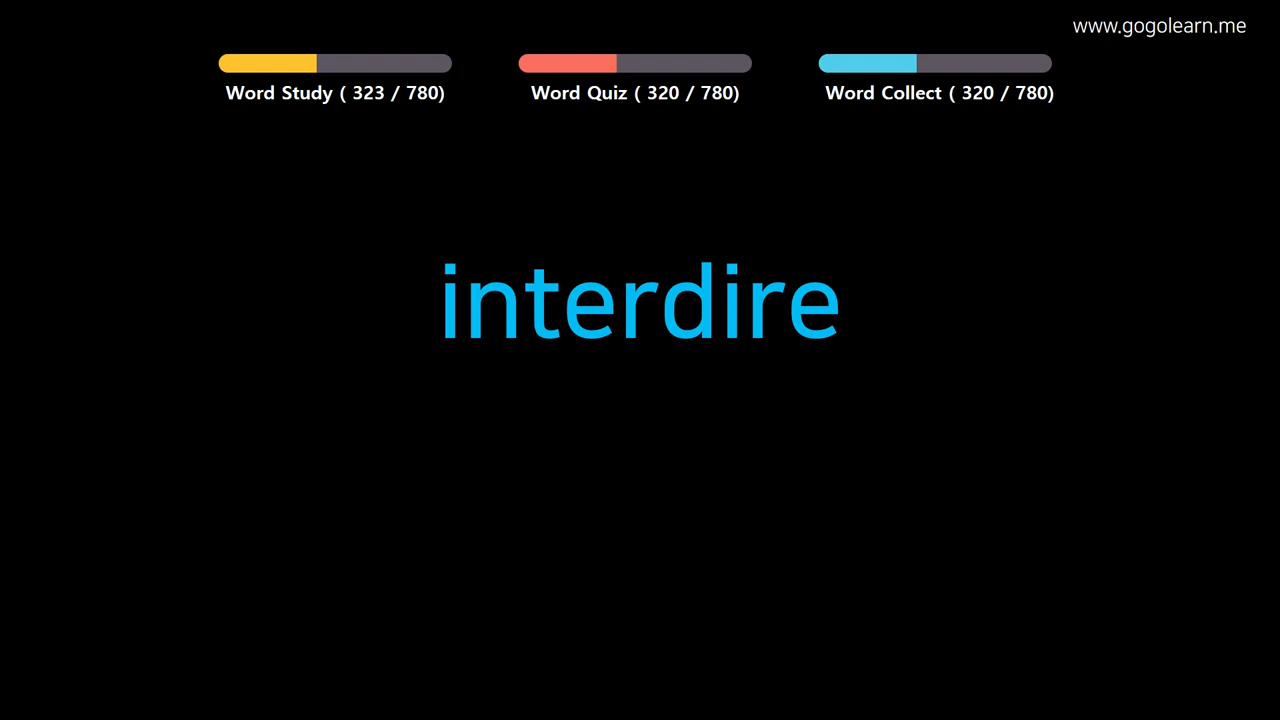 www.gogolearn.me
Word Study ( 323 / 780)
Word Quiz ( 320 / 780)
Word Collect ( 320 / 780)
interdire